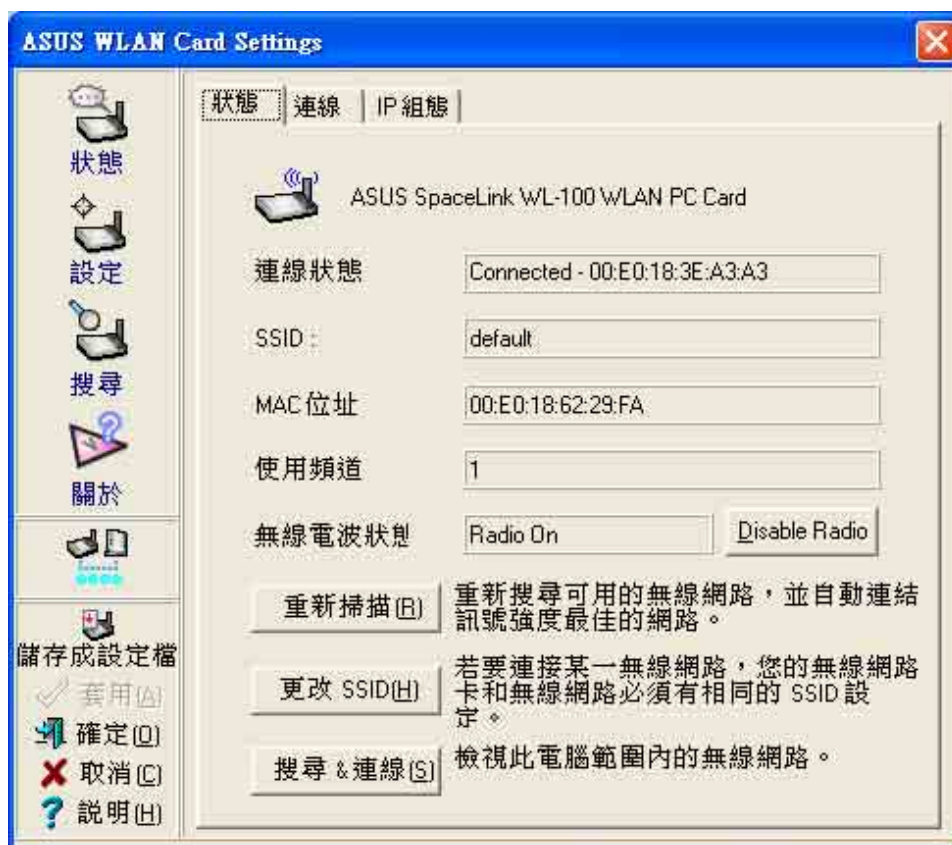 ASUS WLAN Card Settings
狀態
設定
搜尋
關於
儲存成設定檔
套用(A)
確定(O)
取消(C)
説明(H)
狀態
連線
IP組態
ASUS SpaceLink WL-100 WLAN PC Card
連線狀態
Connected - 00:E0:18:3E:A3:A3
SSID :
default
MAC位址
00:E0:18:62:29:FA
使用頻道
1
無線電波狀態
Radio On
Disable Radio
重新掃描(R)
重新搜尋可用的無線網路，並自動連結
訊號強度最佳的網路。
更改 SSID(H)
若要連接某一無線網路，您的無線網路
卡和無線網路必須有相同的 SSID 設
定。
搜尋 & 連線(S)
檢視此電腦範圍內的無線網路。